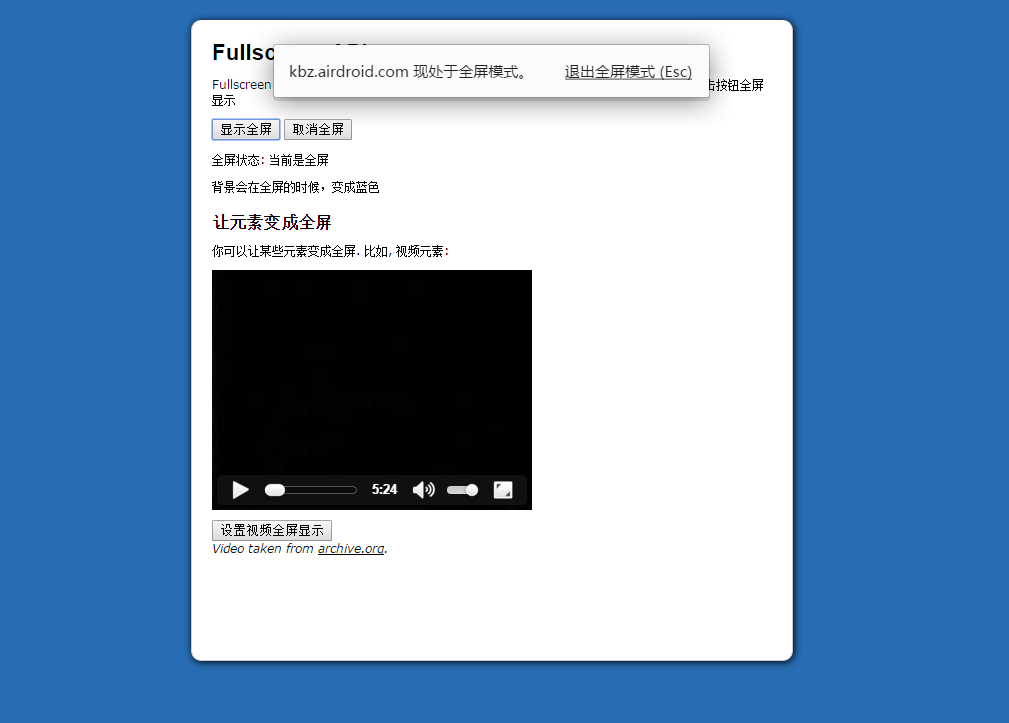 Fullsc
kbz.airdroid.com 现处于全屏模式。 退出全屏模式 (Esc)
Fullscreen 击按钮全屏
显示
显示全屏 取消全屏
全屏状态: 当前是全屏
背景会在全屏的时候，变成蓝色
让元素变成全屏
你可以让某些元素变成全屏. 比如, 视频元素:
5:24
设置视频全屏显示
Video taken from archive.org.